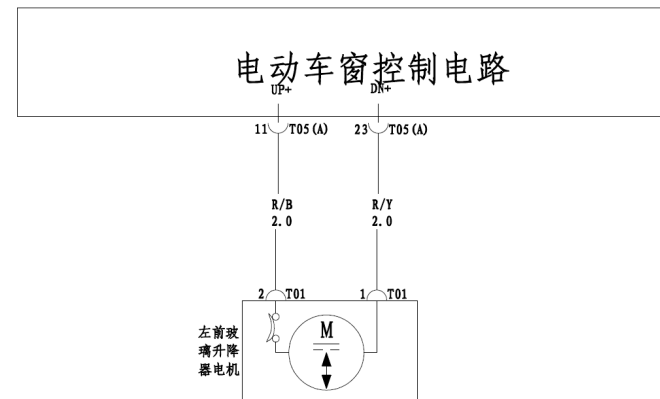 电动车窗控制电路
UP+ DN+
11 T05(A) 23 T05(A)
R/B R/Y
2.0 2.0
2 T01 1 T01
左前玻
璃升降
器电机
M